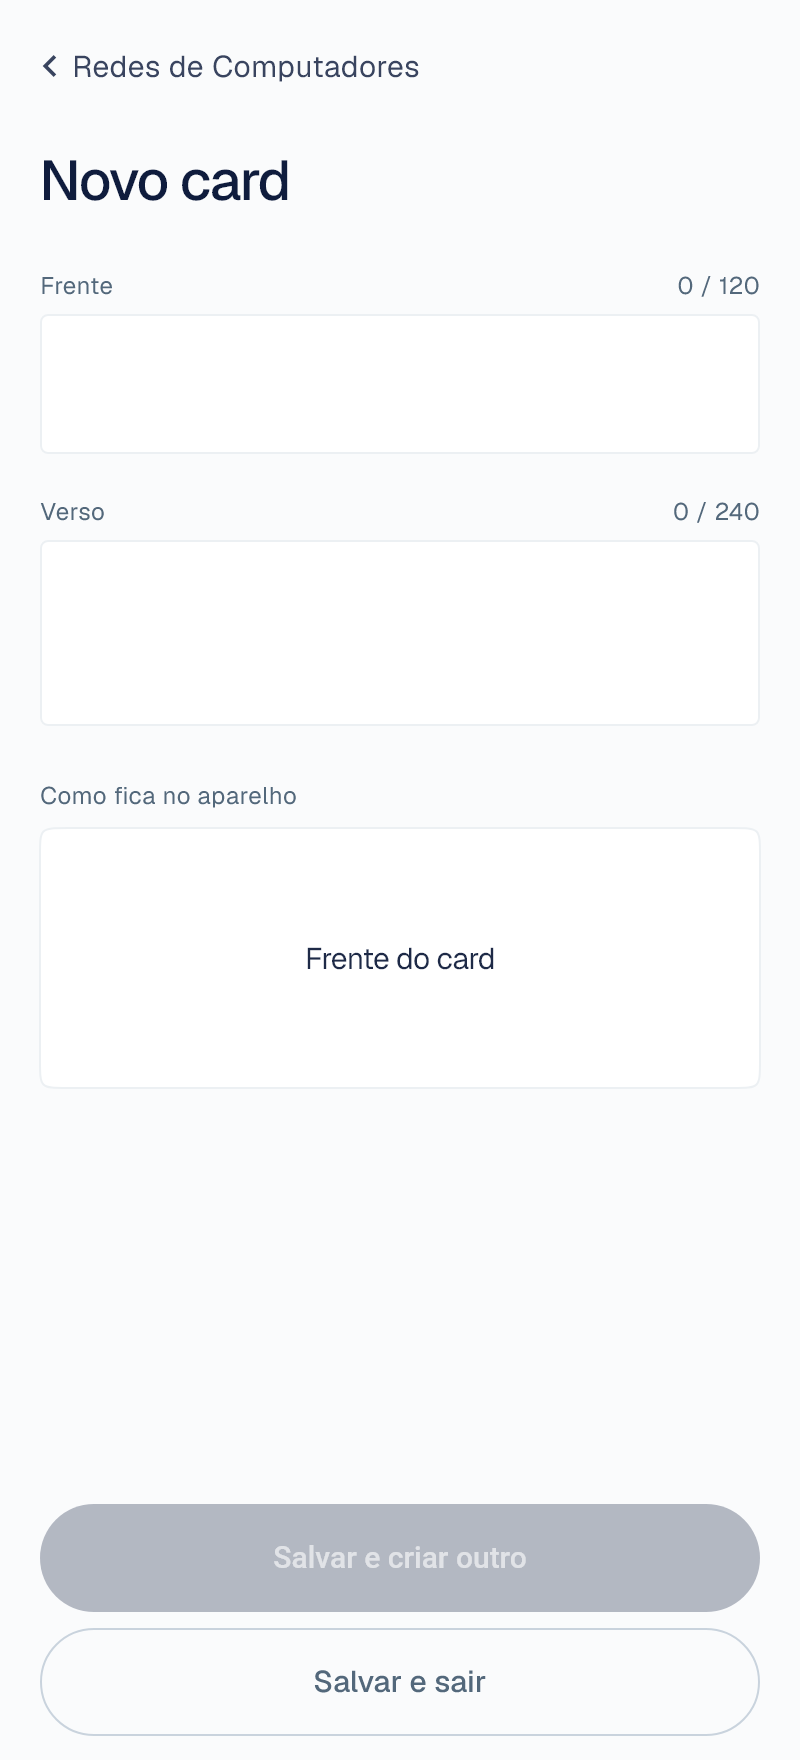 Redes de Computadores
Novo card
Frente 0 / 120
Verso 0 / 240
Como fica no aparelho
Frente do card
Salvar e criar outro
Salvar e sair